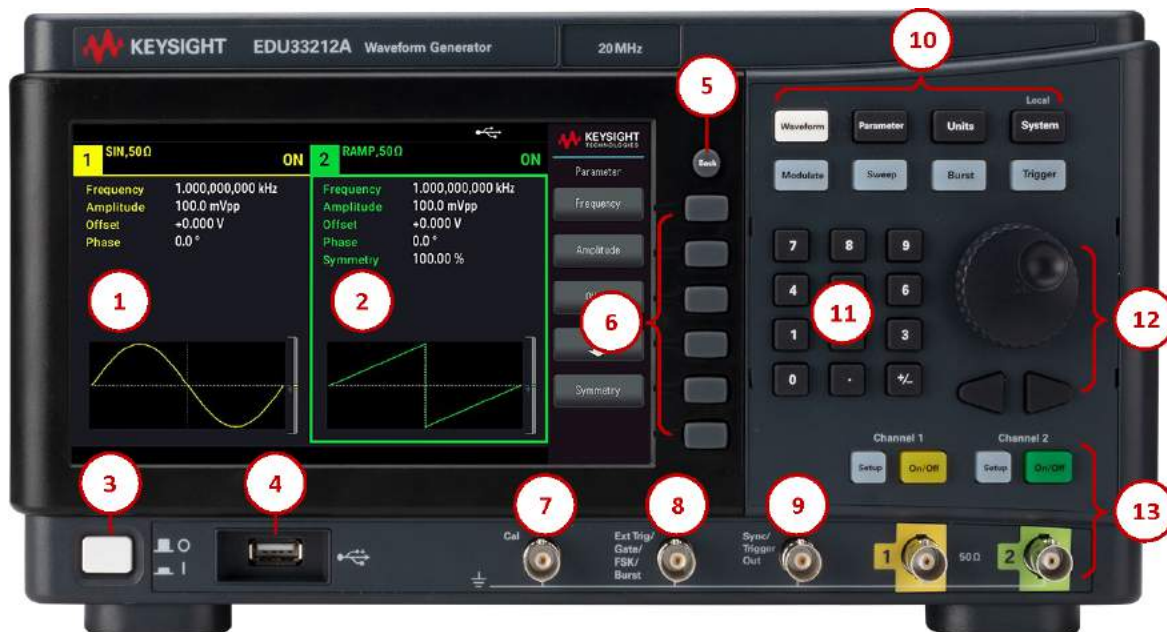 KEYSIGHT EDU33212A Waveform Generator 20 MHz
10
5
Local
Waveform Parameter Units System
Modulate Sweep Burst Trigger
Back
1 SIN,50Ω ON
Frequency 1.000,000,000 kHz
Amplitude 100.0 mVpp
Offset +0.000 V
Phase 0.0 °
1
2 RAMP,50Ω ON
Frequency 1.000,000,000 kHz
Amplitude 100.0 mVpp
Offset +0.000 V
Phase 0.0 °
Symmetry 100.00 %
2
KEYSIGHT
TECHNOLOGIES
Parameter
Frequency
Amplitude
Symmetry
6
7 8 9
4 6
11
1 3
0 . +/-
12
Channel 1 Channel 2
Setup On/Off Setup On/Off
13
3
4
7
8
9
Cal
Ext Trig/
Gate/
FSK/
Burst
Sync/
Trigger
Out
1 50Ω 2